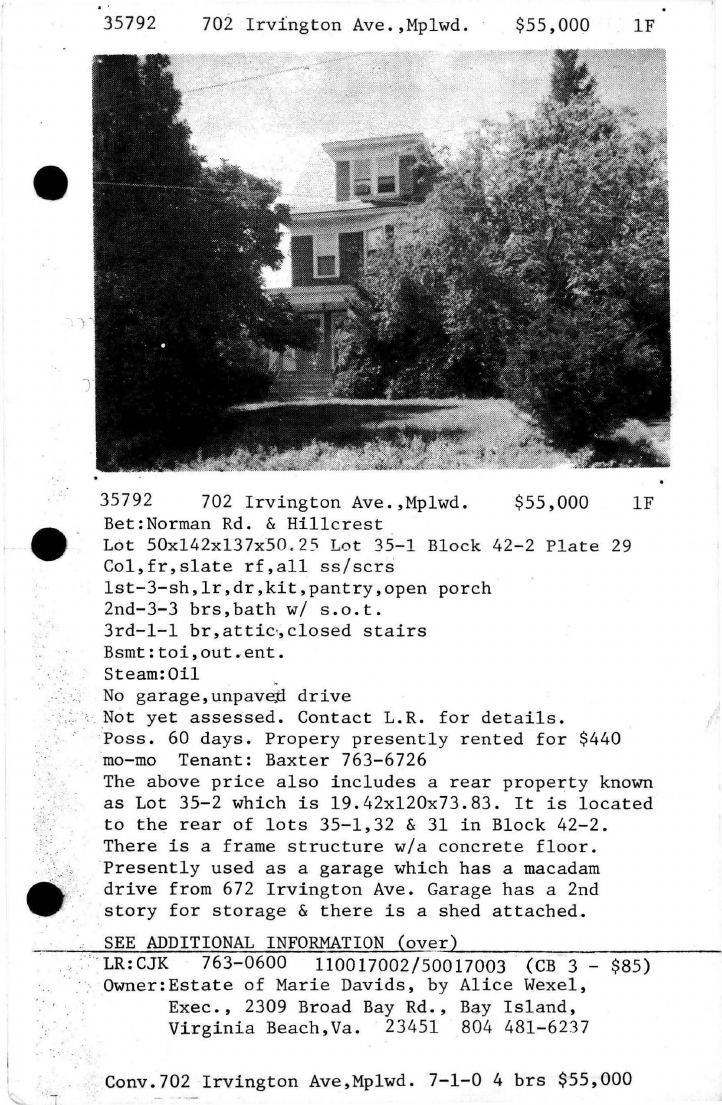 35792 702 Irvington Ave.,Mplwd. $55,000 1F
35792 702 Irvington Ave.,Mplwd. $55,000 1F
Bet:Norman Rd. & Hillcrest
Lot 50x142x137x50.25 Lot 35-1 Block 42-2 Plate 29
Col,fr,slate rf,all ss/scrs
1st-3-sh,lr,dr,kit,pantry,open porch
2nd-3-3 brs,bath w/ s.o.t.
3rd-1-1 br,attic,closed stairs
Bsmt:toi,out.ent.
Steam:Oil
No garage,unpaved drive
Not yet assessed. Contact L.R. for details.
Poss. 60 days. Propery presently rented for $440
mo-mo Tenant: Baxter 763-6726
The above price also includes a rear property known
as Lot 35-2 which is 19.42x120x73.83. It is located
to the rear of lots 35-1,32 & 31 in Block 42-2.
There is a frame structure w/a concrete floor.
Presently used as a garage which has a macadam
drive from 672 Irvington Ave. Garage has a 2nd
story for storage & there is a shed attached.
SEE ADDITIONAL INFORMATION (over)
LR:CJK 763-0600 110017002/50017003 (CB 3 - $85)
Owner:Estate of Marie Davids, by Alice Wexel,
Exec., 2309 Broad Bay Rd., Bay Island,
Virginia Beach,Va. 23451 804 481-6237
Conv.702 Irvington Ave,Mplwd. 7-1-0 4 brs $55,000